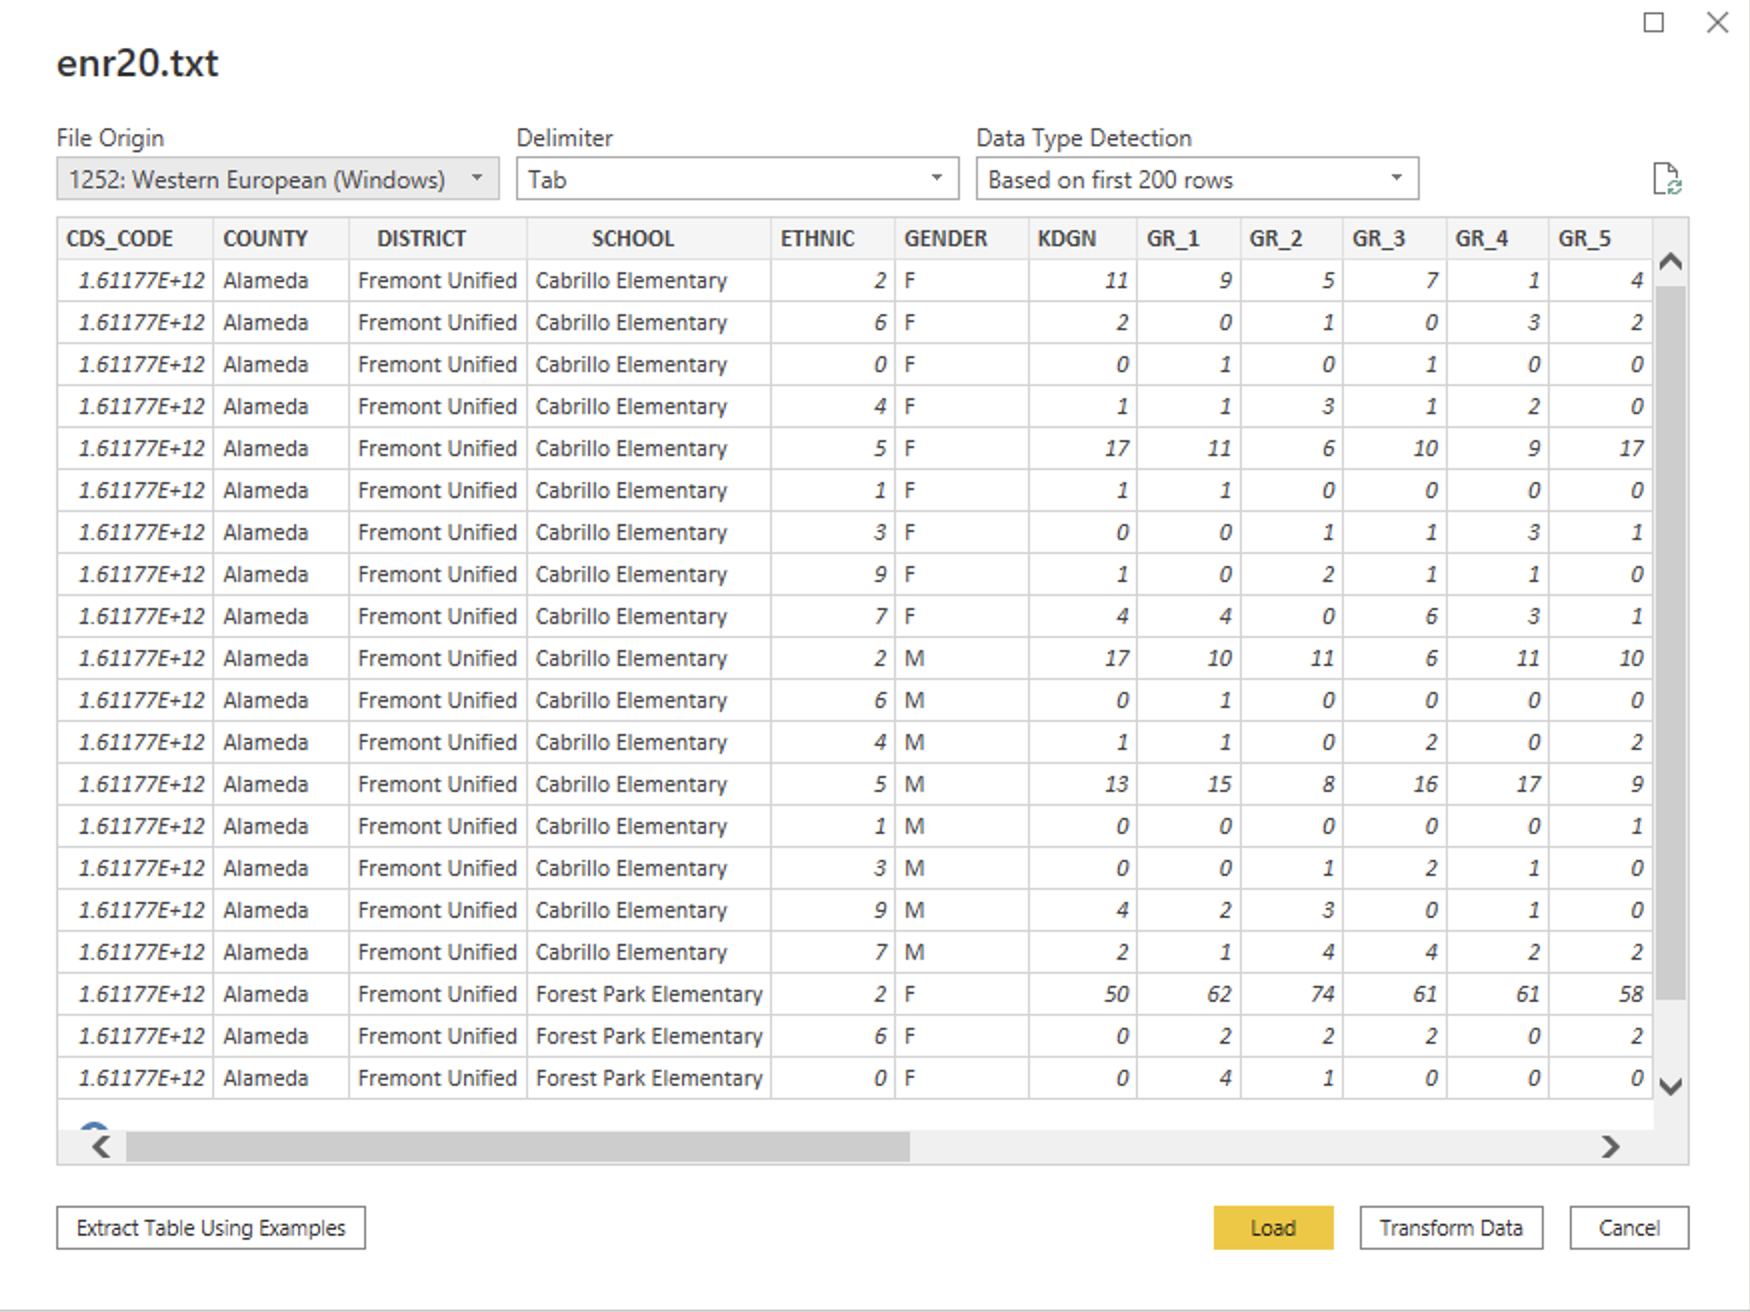 enr20.txt
File Origin Delimiter Data Type Detection
1252: Western European (Windows) Tab Based on first 200 rows
CDS_CODE COUNTY DISTRICT SCHOOL ETHNIC GENDER KDGN GR_1 GR_2 GR_3 GR_4 GR_5
1.61177E+12 Alameda Fremont Unified Cabrillo Elementary 2 F 11 9 5 7 1 4
1.61177E+12 Alameda Fremont Unified Cabrillo Elementary 6 F 2 0 1 0 3 2
1.61177E+12 Alameda Fremont Unified Cabrillo Elementary 0 F 0 1 0 1 0 0
1.61177E+12 Alameda Fremont Unified Cabrillo Elementary 4 F 1 1 3 1 2 0
1.61177E+12 Alameda Fremont Unified Cabrillo Elementary 5 F 17 11 6 10 9 17
1.61177E+12 Alameda Fremont Unified Cabrillo Elementary 1 F 1 1 0 0 0 0
1.61177E+12 Alameda Fremont Unified Cabrillo Elementary 3 F 0 0 1 1 3 1
1.61177E+12 Alameda Fremont Unified Cabrillo Elementary 9 F 1 0 2 1 1 0
1.61177E+12 Alameda Fremont Unified Cabrillo Elementary 7 F 4 4 0 6 3 1
1.61177E+12 Alameda Fremont Unified Cabrillo Elementary 2 M 17 10 11 6 11 10
1.61177E+12 Alameda Fremont Unified Cabrillo Elementary 6 M 0 1 0 0 0 0
1.61177E+12 Alameda Fremont Unified Cabrillo Elementary 4 M 1 1 0 2 0 2
1.61177E+12 Alameda Fremont Unified Cabrillo Elementary 5 M 13 15 8 16 17 9
1.61177E+12 Alameda Fremont Unified Cabrillo Elementary 1 M 0 0 0 0 0 1
1.61177E+12 Alameda Fremont Unified Cabrillo Elementary 3 M 0 0 1 2 1 0
1.61177E+12 Alameda Fremont Unified Cabrillo Elementary 9 M 4 2 3 0 1 0
1.61177E+12 Alameda Fremont Unified Cabrillo Elementary 7 M 2 1 4 4 2 2
1.61177E+12 Alameda Fremont Unified Forest Park Elementary 2 F 50 62 74 61 61 58
1.61177E+12 Alameda Fremont Unified Forest Park Elementary 6 F 0 2 2 2 0 2
1.61177E+12 Alameda Fremont Unified Forest Park Elementary 0 F 0 4 1 0 0 0
Extract Table Using Examples Load Transform Data Cancel